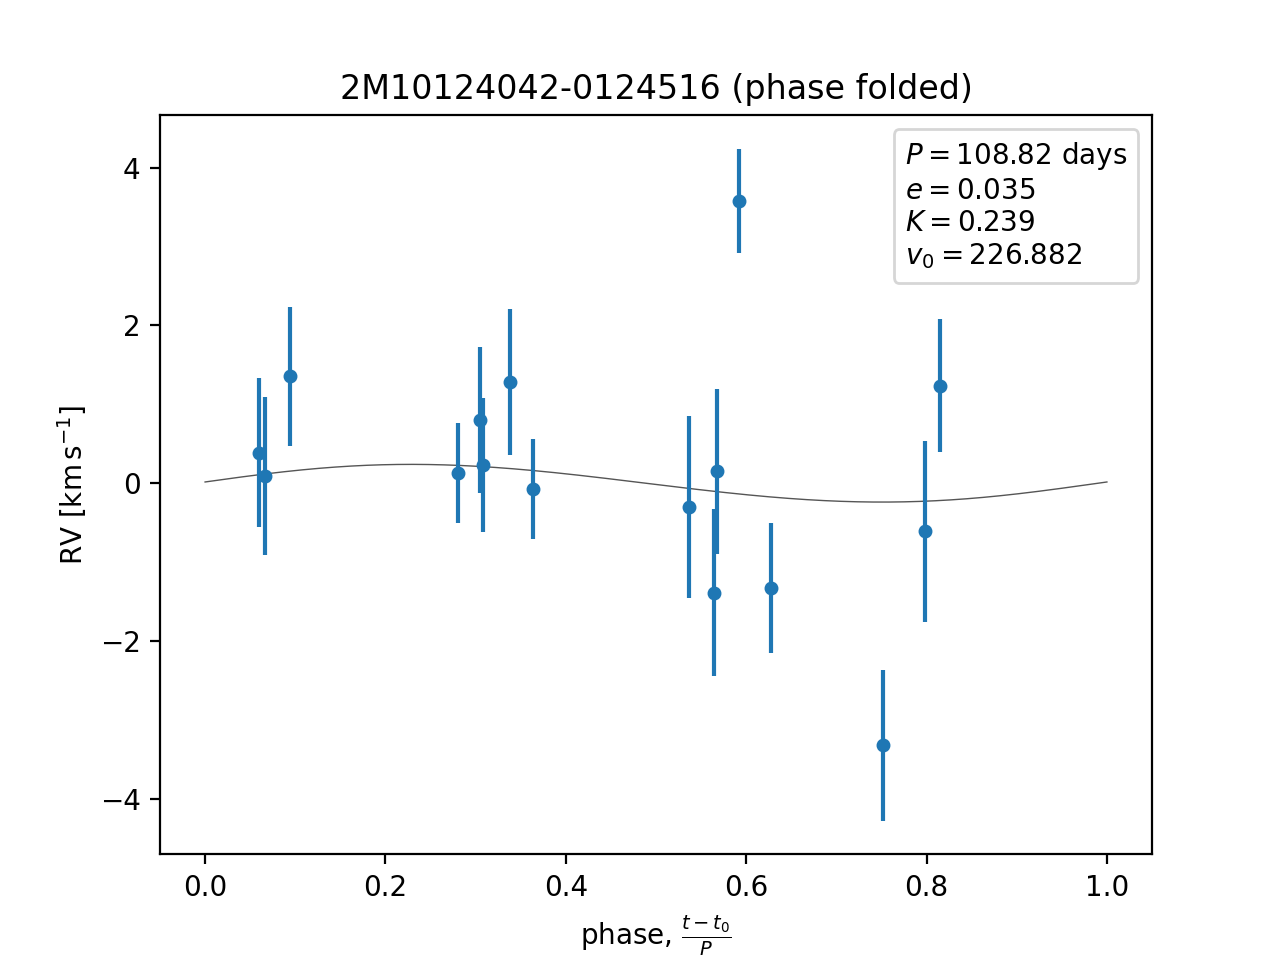 2M10124042-0124516 (phase folded)
P = 108.82 days
e = 0.035
K = 0.239
v₀ = 226.882
RV [km s⁻¹]
4
2
0
−2
−4
0.0 0.2 0.4 0.6 0.8 1.0
phase, (t − t₀)/P